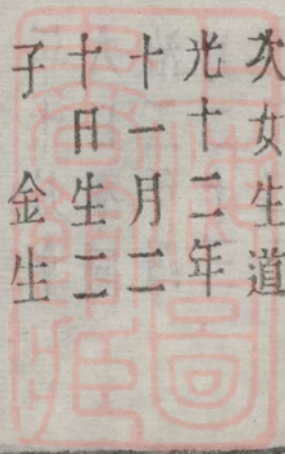 次女生道
光十二年
十一月二
十日生二
子 金生